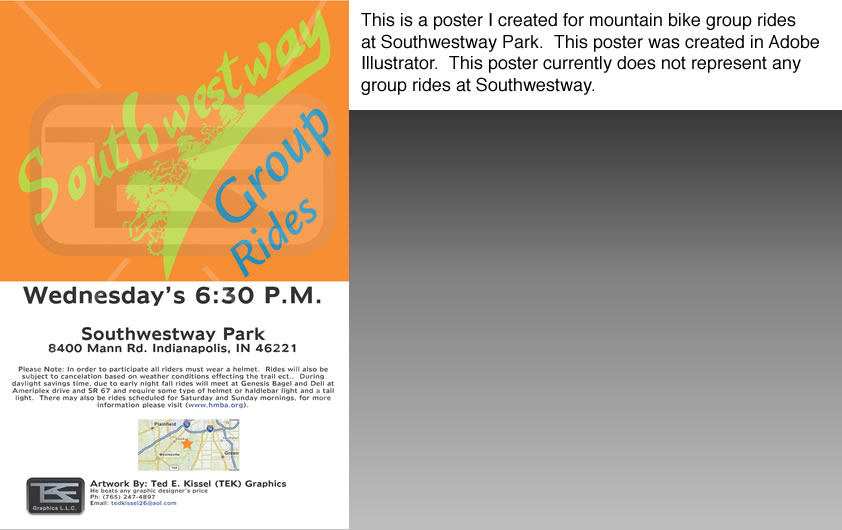 Southwestway
Group
Rides
Wednesday's 6:30 P.M.
Southwestway Park
8400 Mann Rd. Indianapolis, IN 46221
Please Note: In order to participate all riders must wear a helmet. Rides will also be
subject to cancelation based on weather conditions effecting the trail ect.. During
daylight savings time, due to early night fall rides will meet at Genesis Bagel and Deli at
Ameriplex drive and SR 67 and require some type of helmet or haldlebar light and a tail
light. There may also be rides scheduled for Saturday and Sunday mornings, for more
information please visit (www.hmba.org).
Plainfield
Mooresville
Green
TEK
Graphics L.L.C.
Artwork By: Ted E. Kissel (TEK) Graphics
He beats any graphic designer's price
Ph: (765) 247-4897
Email: tedkissel26@aol.com
This is a poster I created for mountain bike group rides
at Southwestway Park. This poster was created in Adobe
Illustrator. This poster currently does not represent any
group rides at Southwestway.